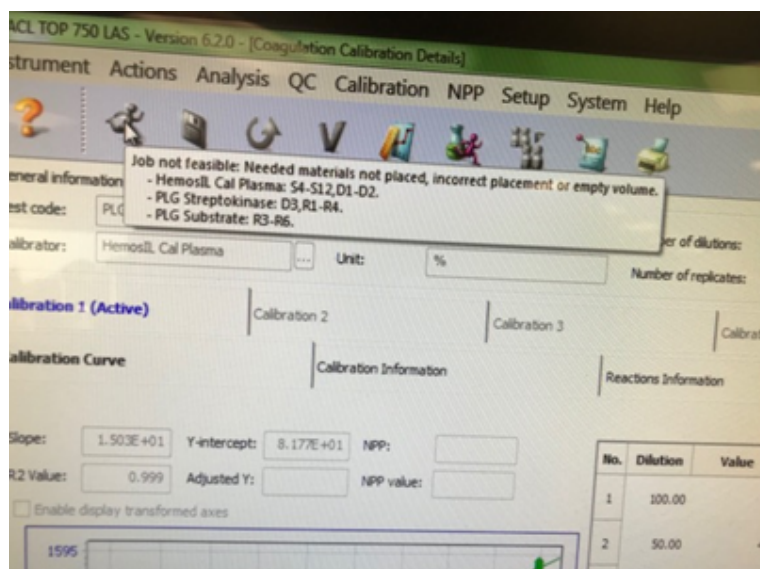 ACL TOP 750 LAS - Version 6.2.0 - [Coagulation Calibration Details]
strument Actions Analysis QC Calibration NPP Setup System Help
Job not feasible: Needed materials not placed, incorrect placement or empty volume.
- HemosIL Cal Plasma: S4-S12,D1-D2.
- PLG Streptokinase: D3,R1-R4.
- PLG Substrate: R3-R6.
eneral information
est code: PLG
er of dilutions:
alibrator: HemosIL Cal Plasma ... Unit: % Number of replicates:
alibration 1 (Active) Calibration 2 Calibration 3 Calibrat
alibration Curve Calibration Information Reactions Information
Slope: 1.503E+01 Y-intercept: 8.177E+01 NPP:
R2 Value: 0.999 Adjusted Y: NPP value:
Enable display transformed axes
No. Dilution Value
1 100.00
2 50.00
1595